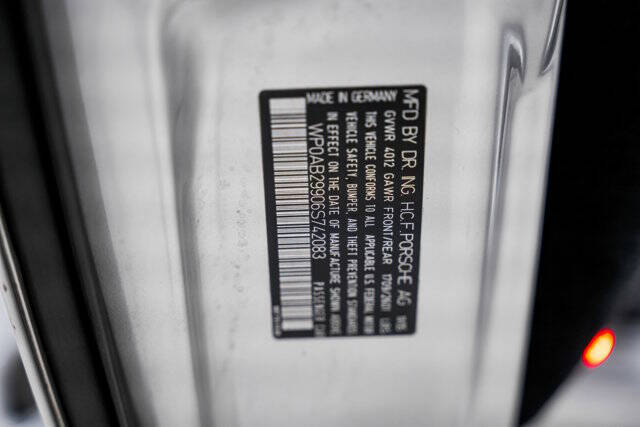 MFD BY DR. ING. H.C.F. PORSCHE AG
GVWR 4012 GAWR FRONT/REAR 1709/2601 LBS
THIS VEHICLE CONFORMS TO ALL APPLICABLE U.S. FEDERAL MOTOR
VEHICLE SAFETY, BUMPER, AND THEFT PREVENTION STANDARDS
IN EFFECT ON THE DATE OF MANUFACTURE SHOWN ABOVE
WP0AB29906S742083 PASSENGER CAR
MADE IN GERMANY